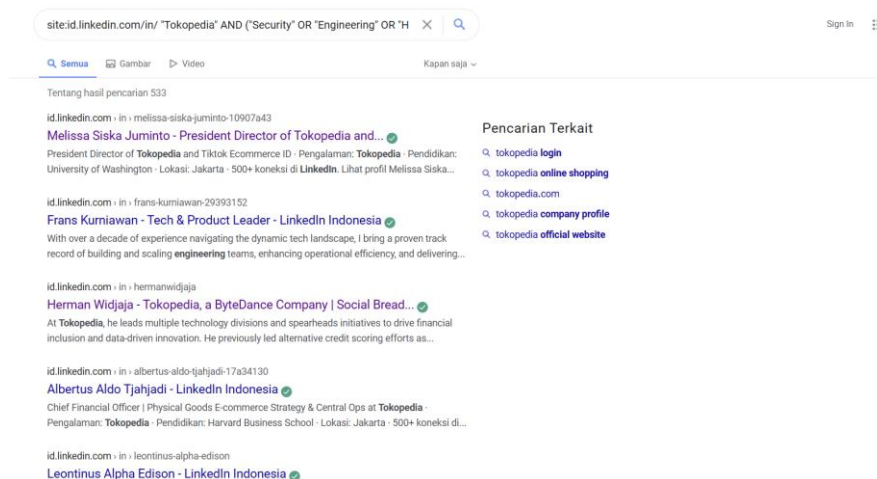 site:id.linkedin.com/in/ "Tokopedia" AND ("Security" OR "Engineering" OR "H
Sign In
Semua Gambar Video Kapan saja
Tentang hasil pencarian 533
id.linkedin.com › in › melissa-siska-juminto-10907a43
Melissa Siska Juminto - President Director of Tokopedia and...
President Director of Tokopedia and Tiktok Ecommerce ID · Pengalaman: Tokopedia · Pendidikan:
University of Washington · Lokasi: Jakarta · 500+ koneksi di LinkedIn. Lihat profil Melissa Siska...
id.linkedin.com › in › frans-kurniawan-29393152
Frans Kurniawan - Tech & Product Leader - LinkedIn Indonesia
With over a decade of experience navigating the dynamic tech landscape, I bring a proven track
record of building and scaling engineering teams, enhancing operational efficiency, and delivering...
id.linkedin.com › in › hermanwidjaja
Herman Widjaja - Tokopedia, a ByteDance Company | Social Bread...
At Tokopedia, he leads multiple technology divisions and spearheads initiatives to drive financial
inclusion and data-driven innovation. He previously led alternative credit scoring efforts as...
id.linkedin.com › in › albertus-aldo-tjahjadi-17a34130
Albertus Aldo Tjahjadi - LinkedIn Indonesia
Chief Financial Officer | Physical Goods E-commerce Strategy & Central Ops at Tokopedia ·
Pengalaman: Tokopedia · Pendidikan: Harvard Business School · Lokasi: Jakarta · 500+ koneksi di...
id.linkedin.com › in › leontinus-alpha-edison
Leontinus Alpha Edison - LinkedIn Indonesia
Pencarian Terkait
tokopedia login
tokopedia online shopping
tokopedia.com
tokopedia company profile
tokopedia official website